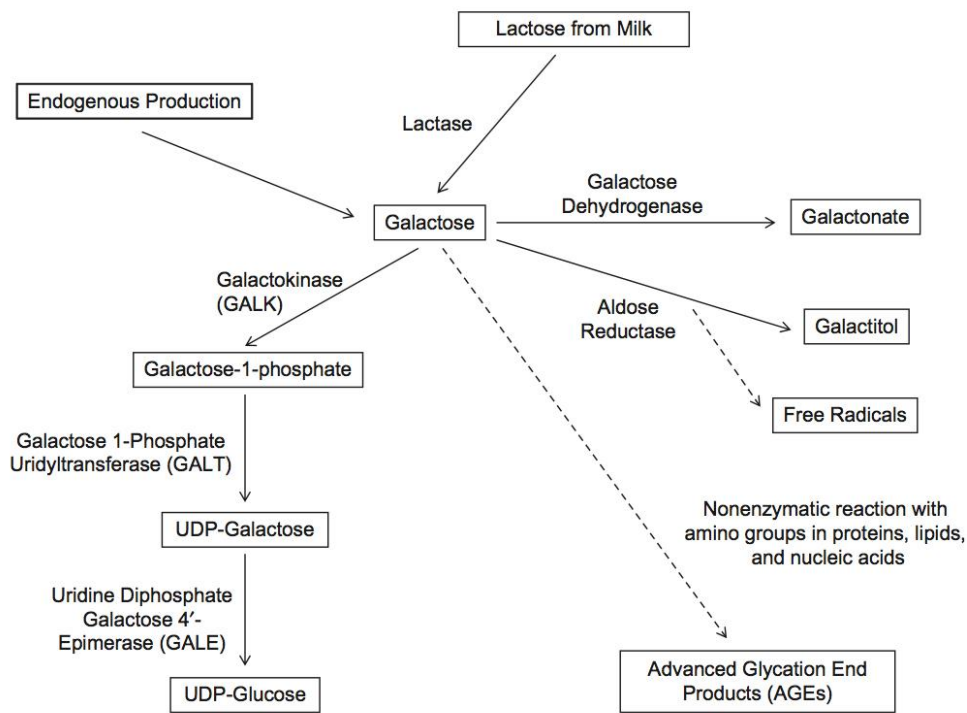 Lactose from Milk
Endogenous Production
Lactase
Galactose
Dehydrogenase
Galactose
Galactonate
Galactokinase
(GALK)
Aldose
Reductase
Galactitol
Galactose-1-phosphate
Free Radicals
Galactose 1-Phosphate
Uridyltransferase (GALT)
Nonenzymatic reaction with
amino groups in proteins, lipids,
and nucleic acids
UDP-Galactose
Uridine Diphosphate
Galactose 4′-
Epimerase (GALE)
Advanced Glycation End
Products (AGEs)
UDP-Glucose